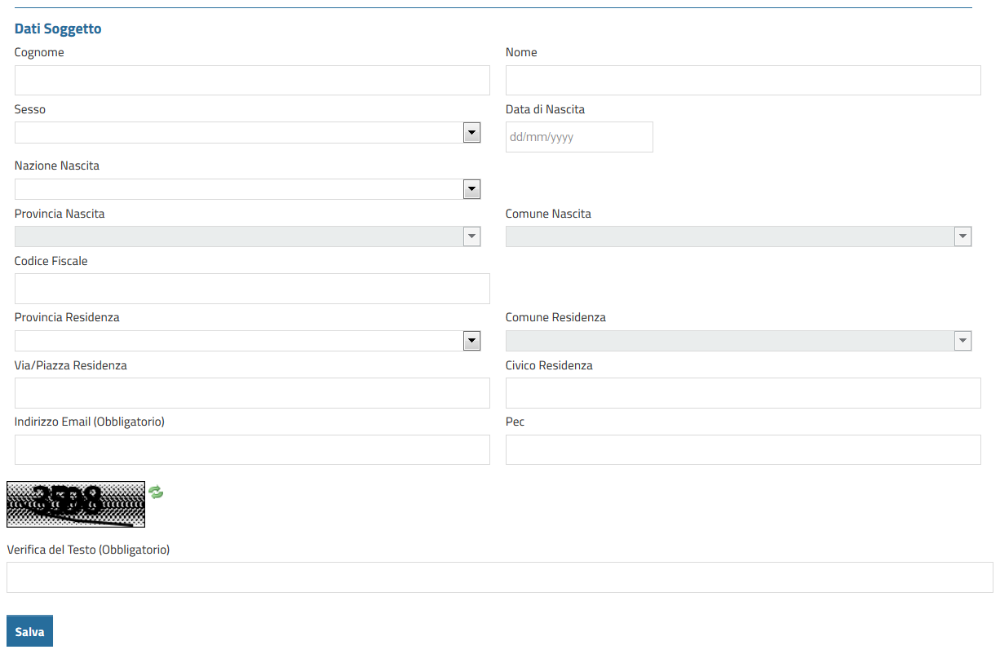 Dati Soggetto
Cognome
Nome
Sesso
Data di Nascita
dd/mm/yyyy
Nazione Nascita
Provincia Nascita
Comune Nascita
Codice Fiscale
Provincia Residenza
Comune Residenza
Via/Piazza Residenza
Civico Residenza
Indirizzo Email (Obbligatorio)
Pec
Verifica del Testo (Obbligatorio)
Salva